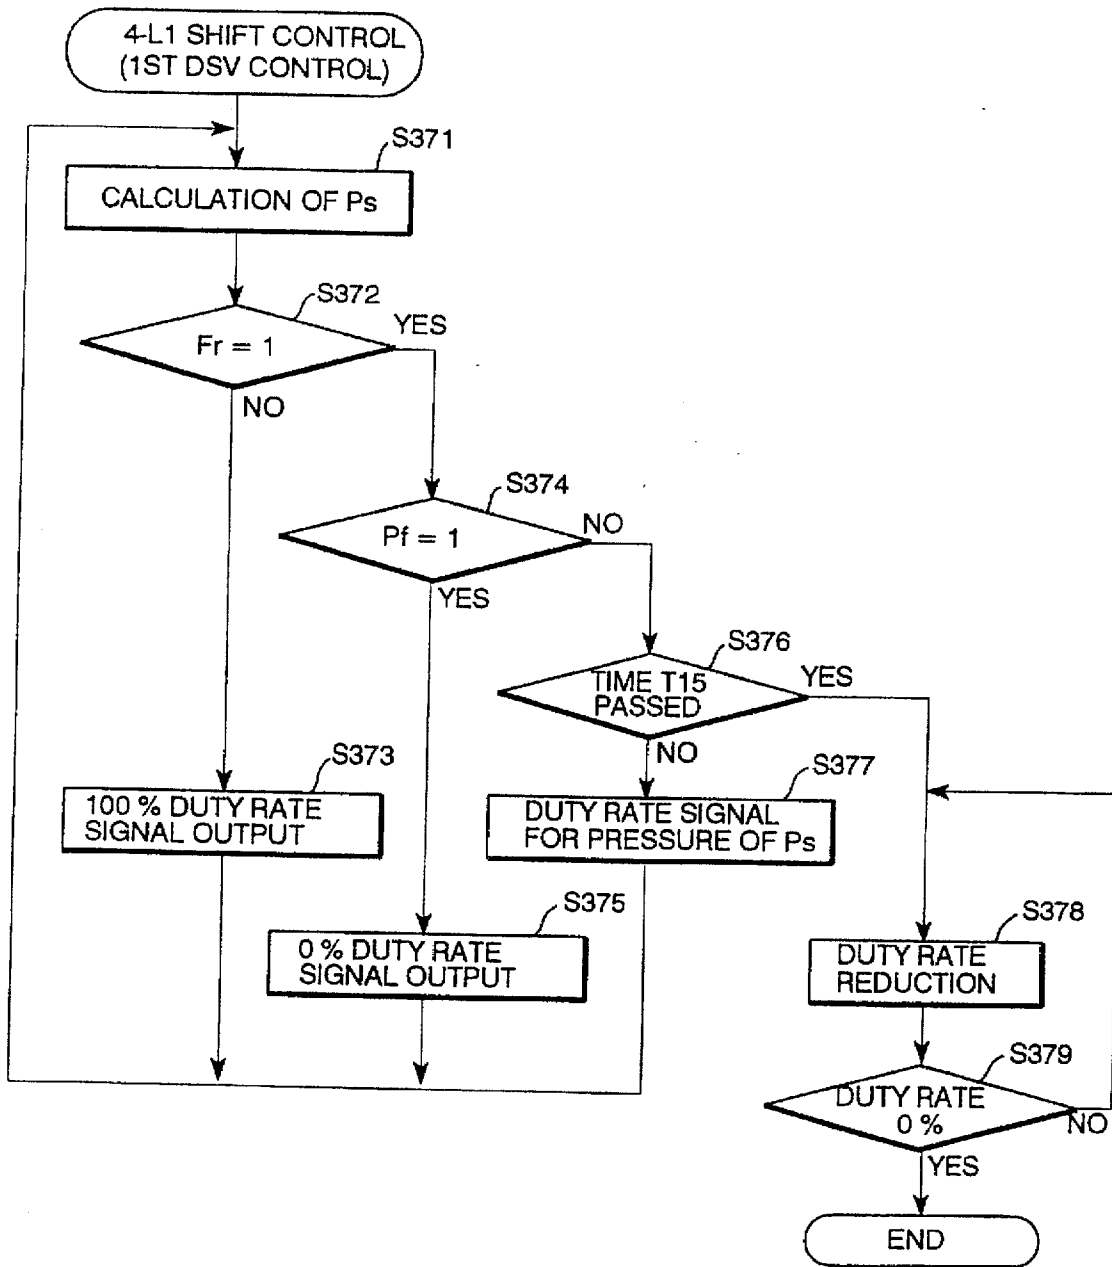 4-L1 SHIFT CONTROL
(1ST DSV CONTROL)
S371
CALCULATION OF Ps
S372
Fr = 1
YES
NO
S374
Pf = 1
NO
YES
S376
TIME T15
PASSED
YES
NO
S373
100 % DUTY RATE
SIGNAL OUTPUT
S377
DUTY RATE SIGNAL
FOR PRESSURE OF Ps
S375
0 % DUTY RATE
SIGNAL OUTPUT
S378
DUTY RATE
REDUCTION
S379
DUTY RATE
0 %
NO
YES
END